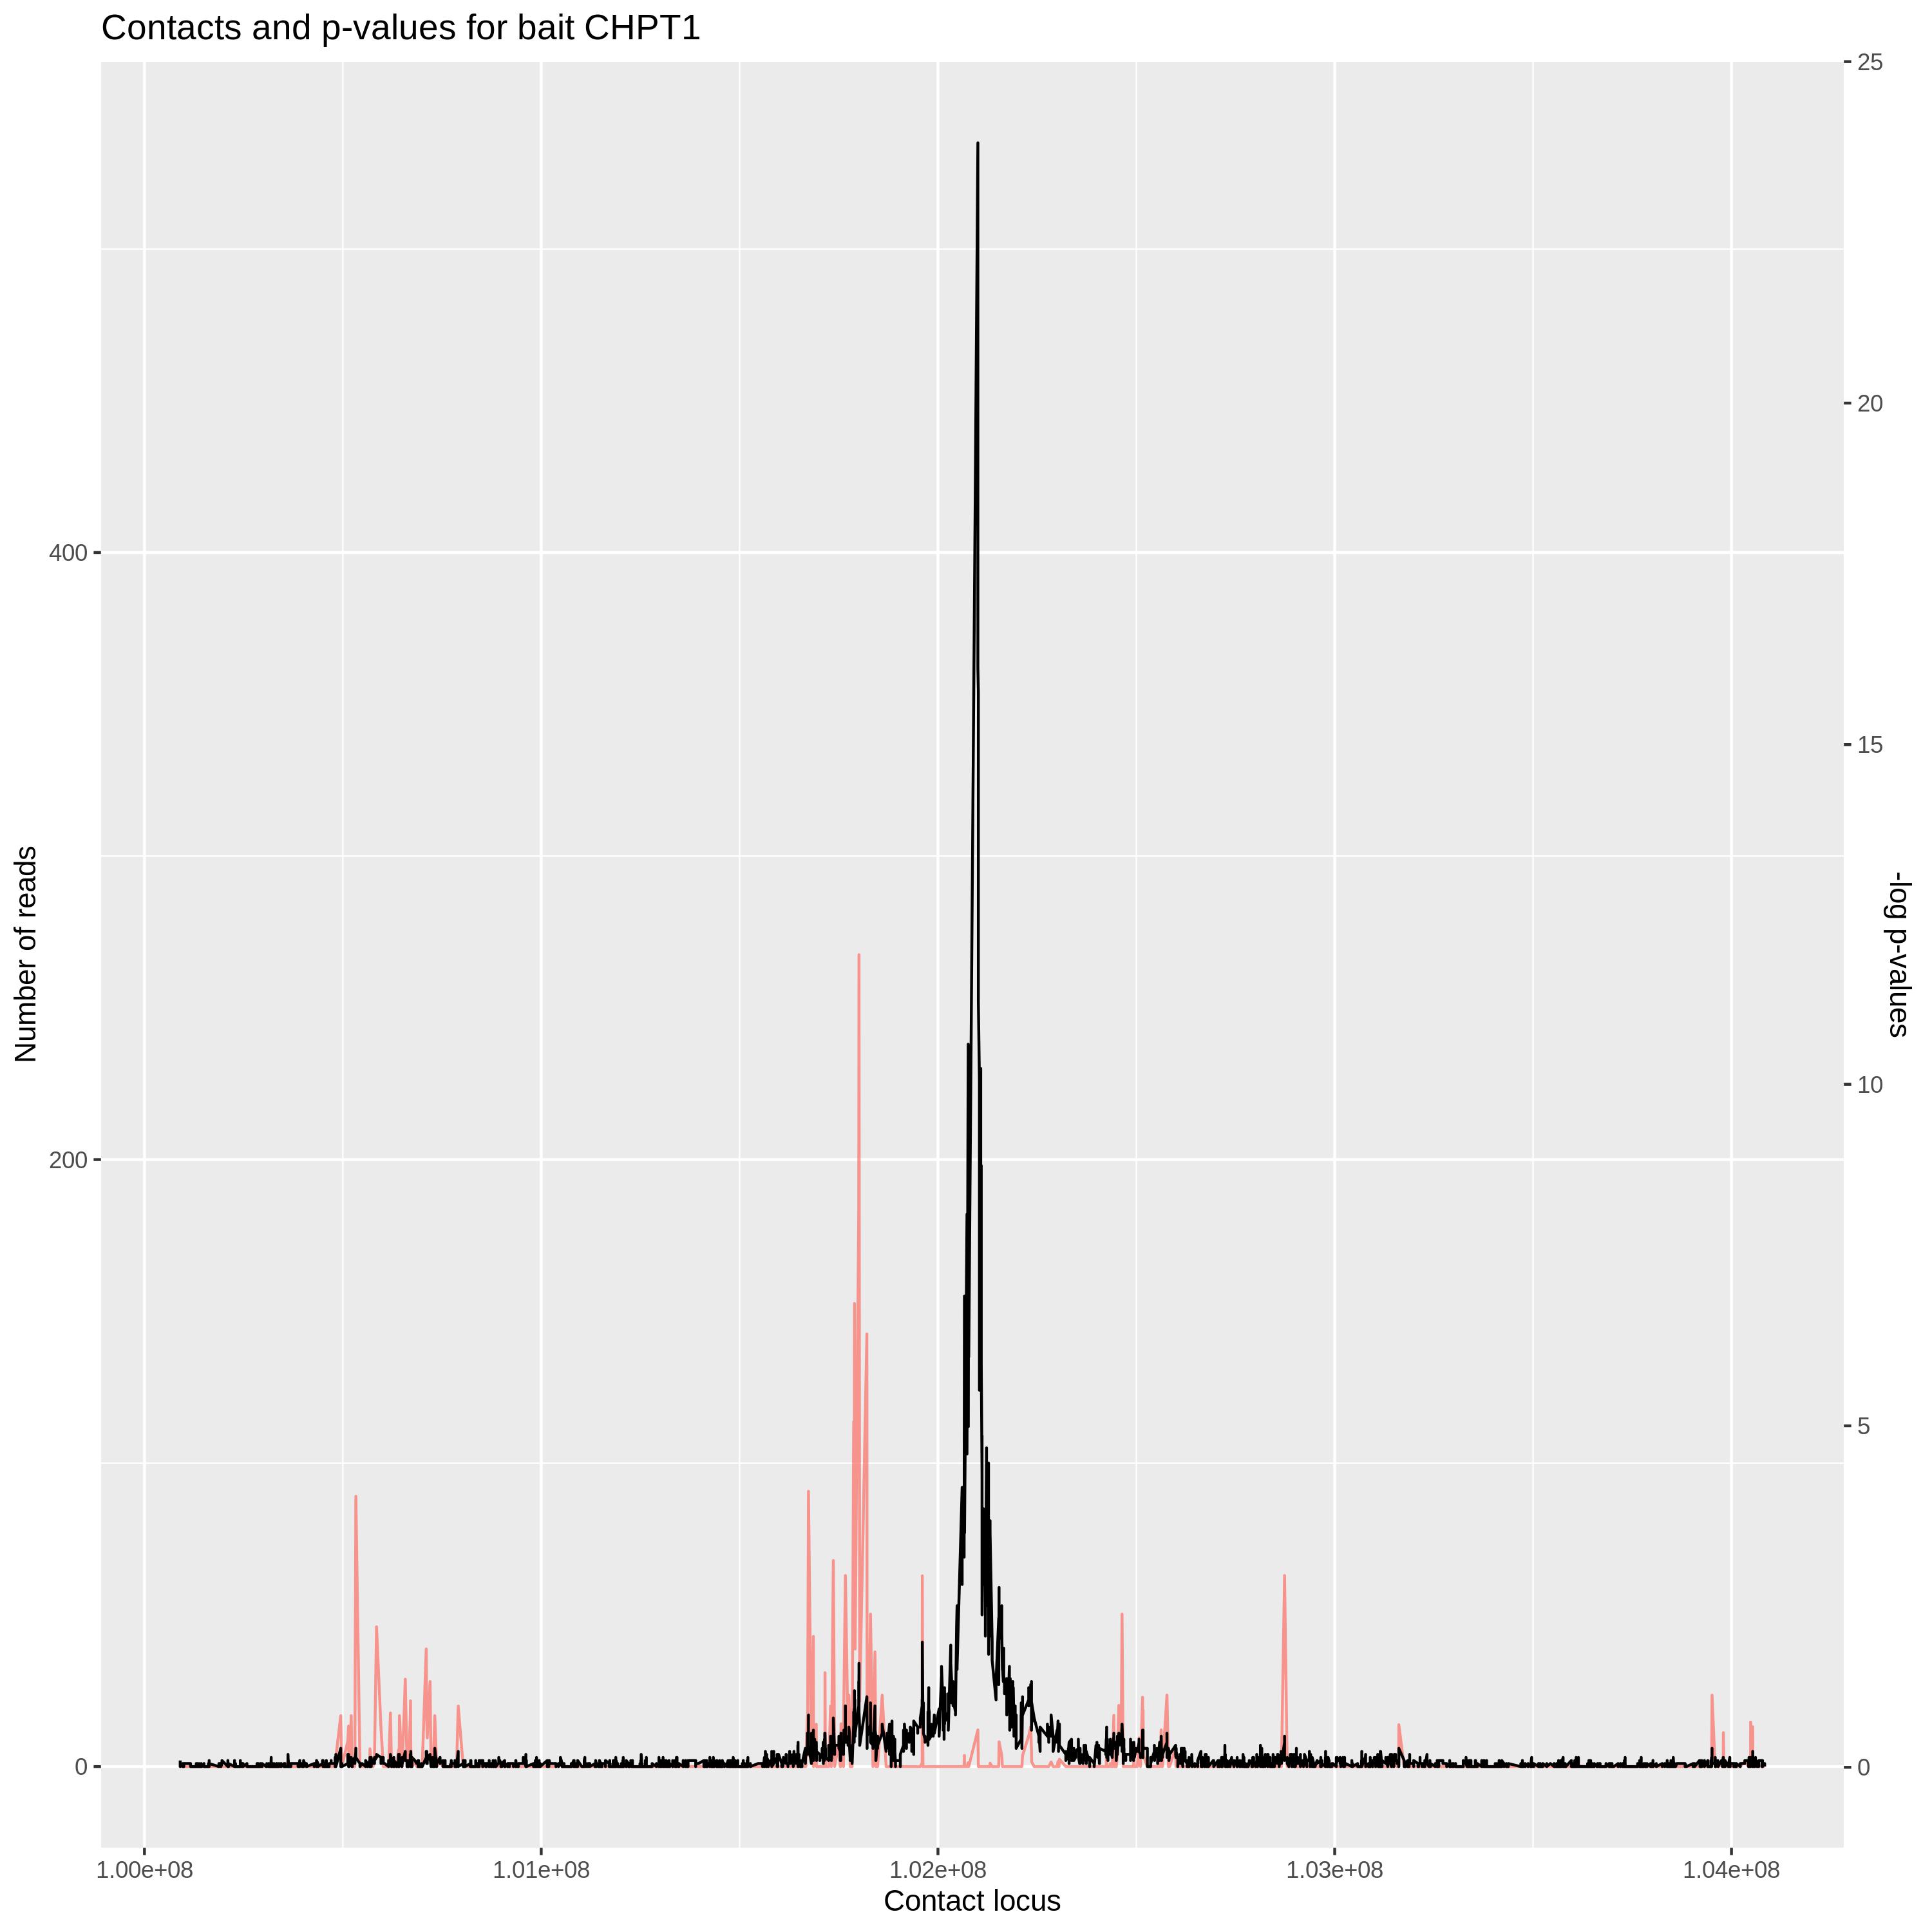 Contacts and p-values for bait CHPT1
Number of reads
400
200
0
25
20
15
10
5
0
-log p-values
1.00e+08
1.01e+08
1.02e+08
1.03e+08
1.04e+08
Contact locus